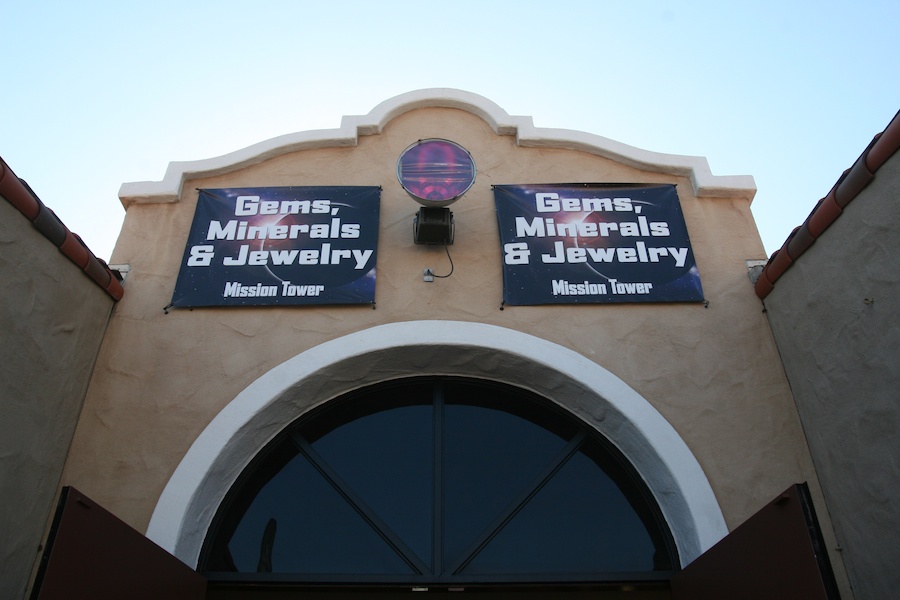 Gems,
Minerals
& Jewelry
Mission Tower
Gems,
Minerals
& Jewelry
Mission Tower